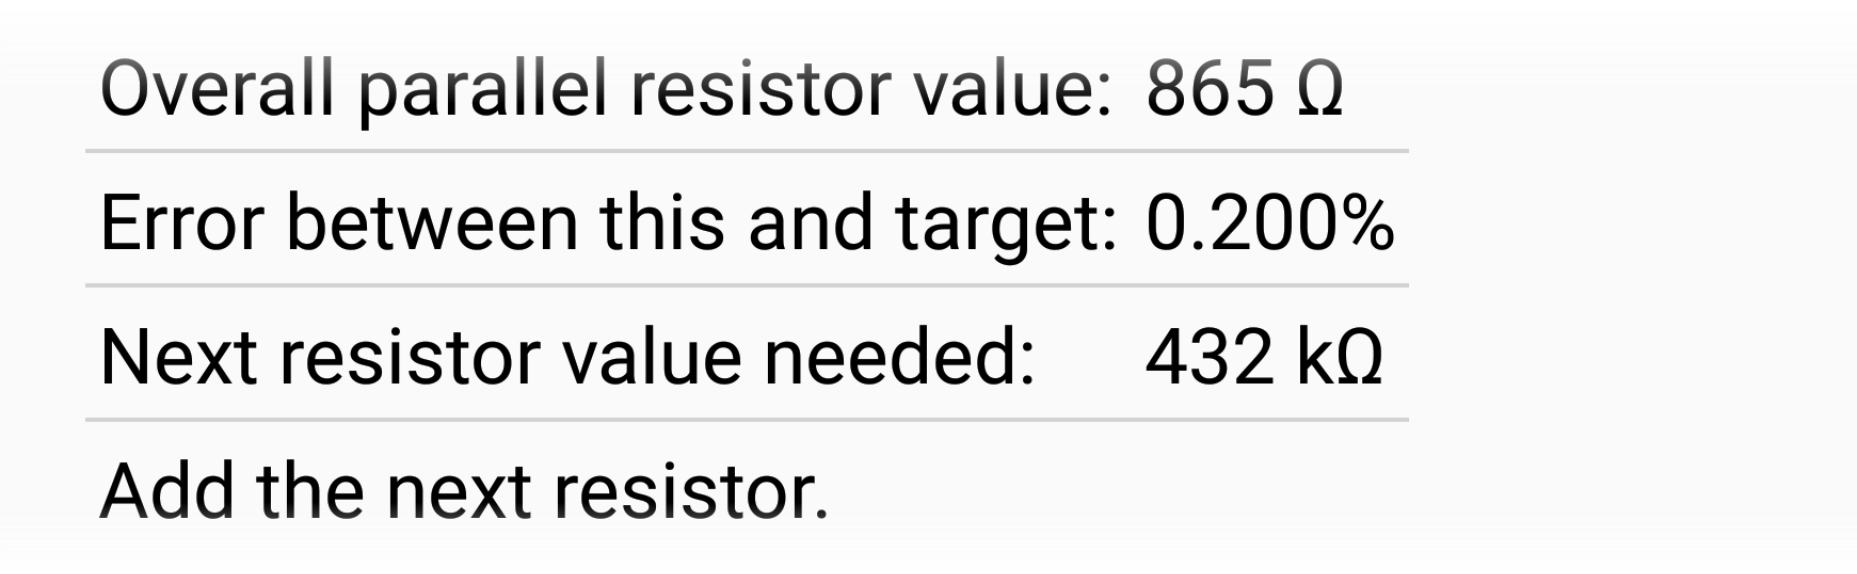 Overall parallel resistor value: 865 Ω
Error between this and target: 0.200%
Next resistor value needed: 432 kΩ
Add the next resistor.